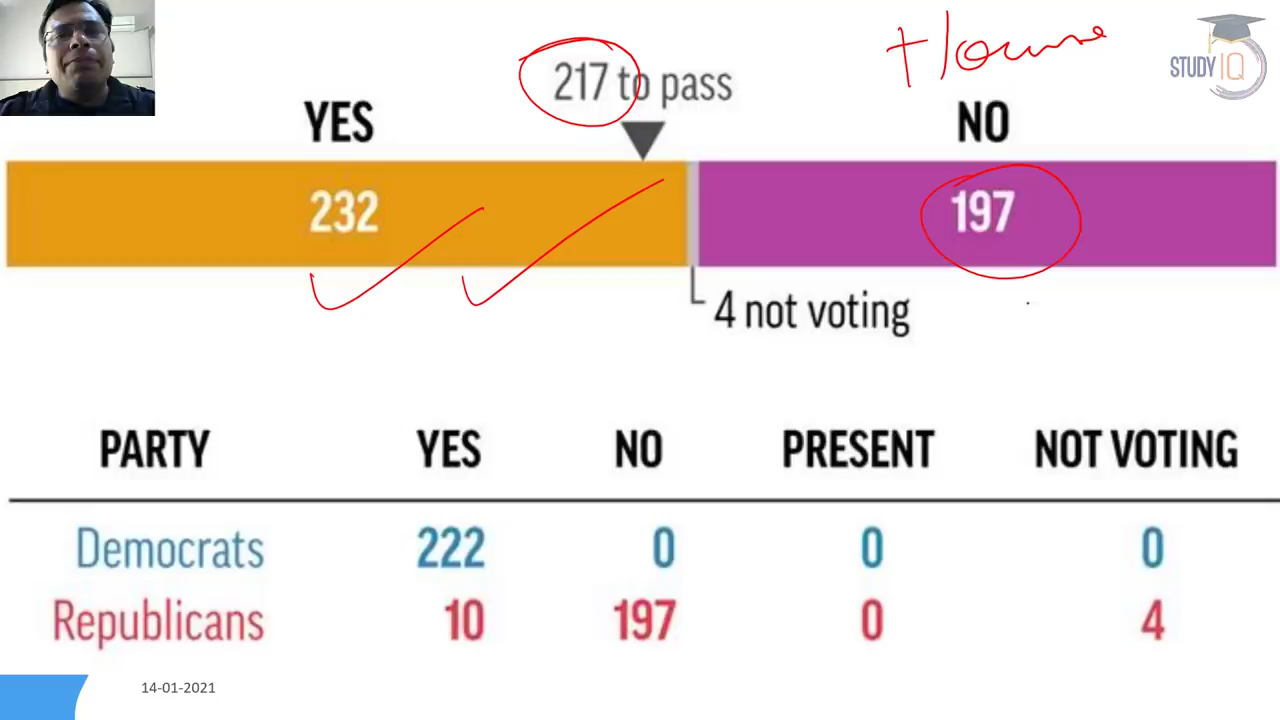 House
STUDY IQ
217 to pass
YES
NO
232
197
4 not voting
PARTY YES NO PRESENT NOT VOTING
Democrats 222 0 0 0
Republicans 10 197 0 4
14-01-2021